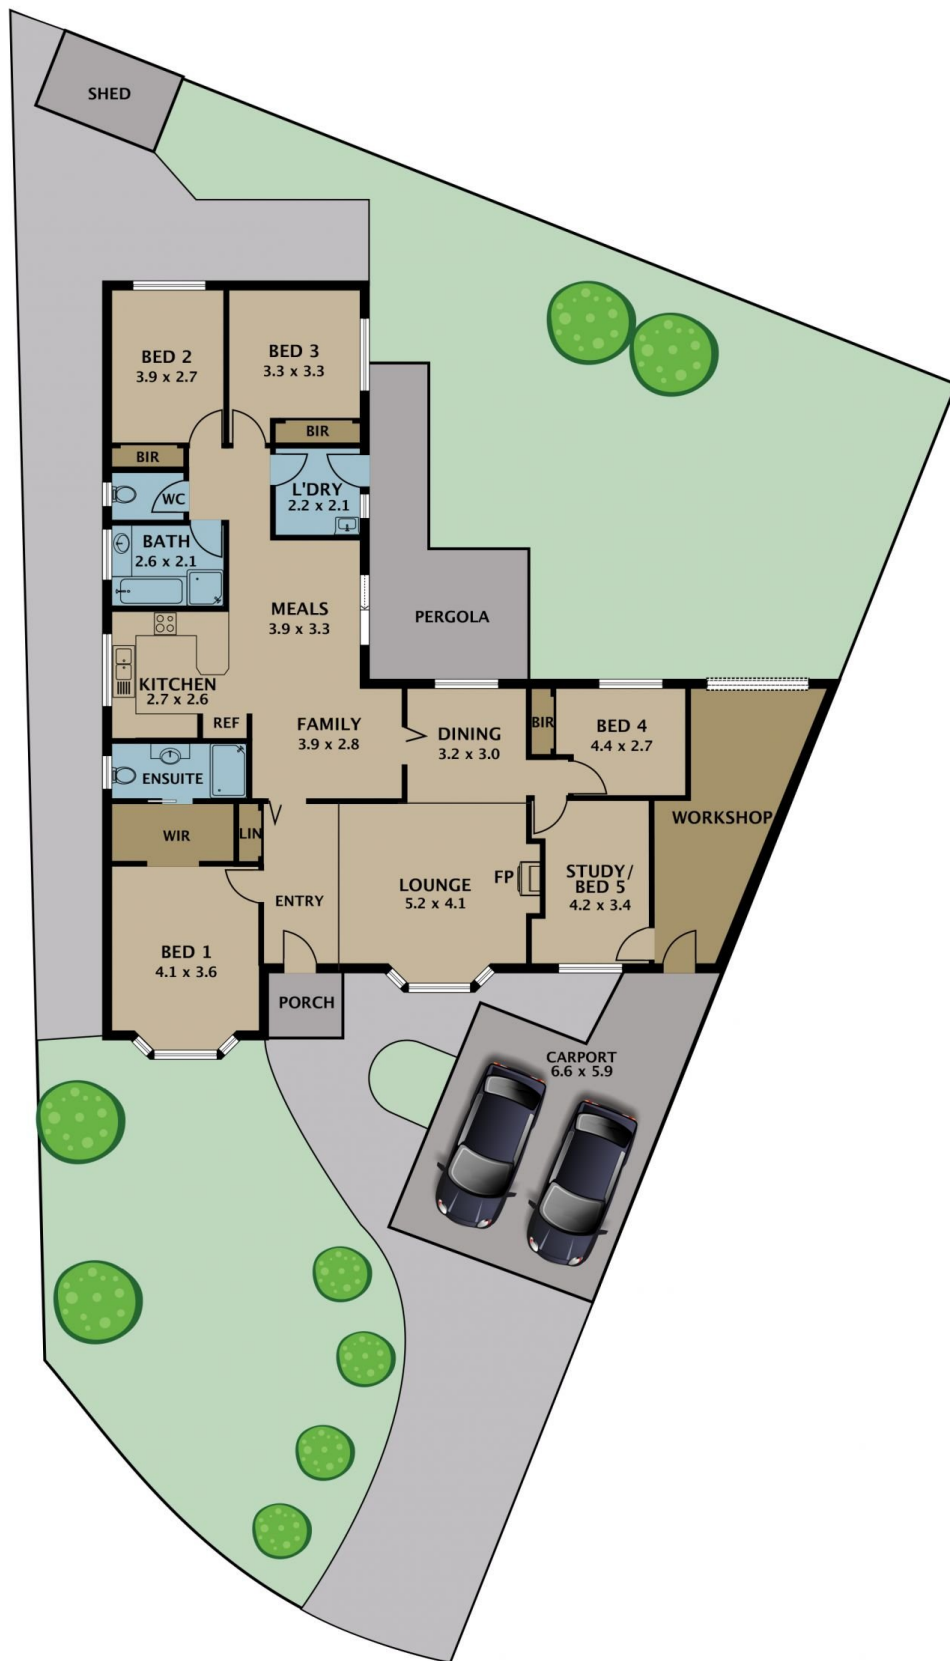 SHED
BED 2
3.9 x 2.7
BED 3
3.3 x 3.3
BIR
BIR
WC
L'DRY
2.2 x 2.1
BATH
2.6 x 2.1
MEALS
3.9 x 3.3
PERGOLA
KITCHEN
2.7 x 2.6
REF
FAMILY
3.9 x 2.8
DINING
3.2 x 3.0
BIR
BED 4
4.4 x 2.7
ENSUITE
WIR
LIN
WORKSHOP
LOUNGE
5.2 x 4.1
FP
STUDY/
BED 5
4.2 x 3.4
ENTRY
BED 1
4.1 x 3.6
PORCH
CARPORT
6.6 x 5.9